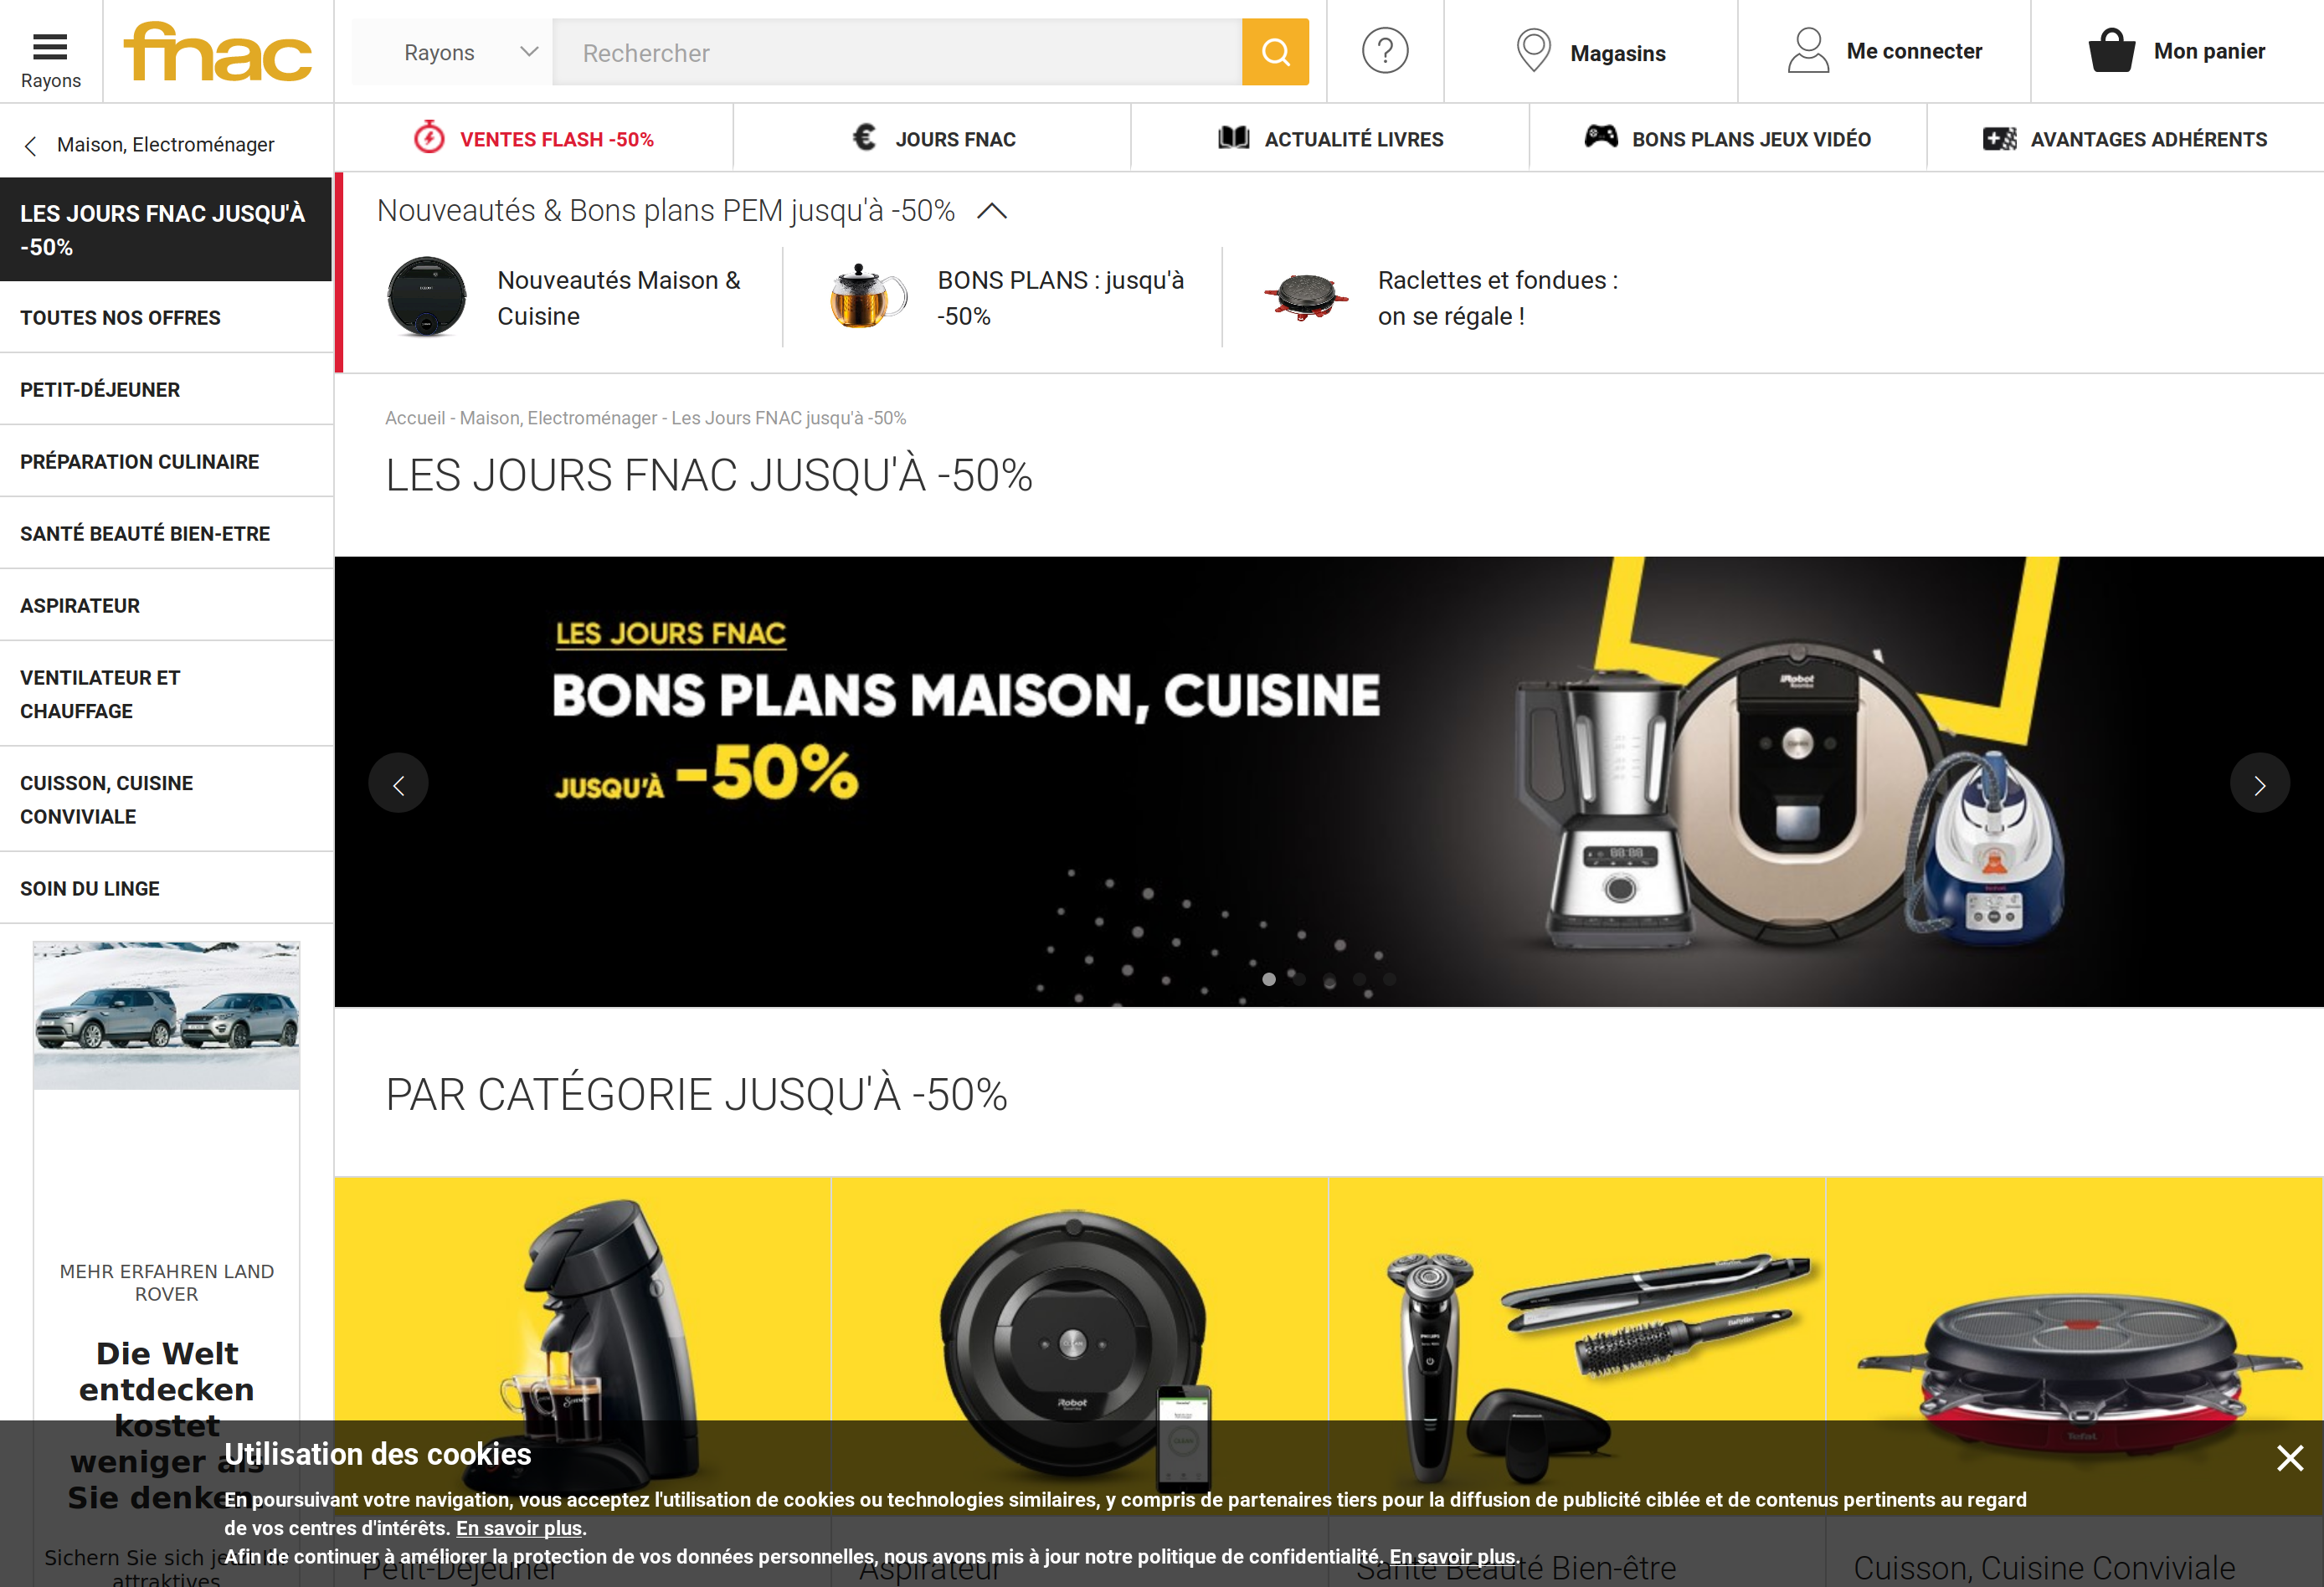 Rayons
fnac
Rayons
Rechercher
?
Magasins
Me connecter
Mon panier
Maison, Electroménager
VENTES FLASH -50%
JOURS FNAC
ACTUALITÉ LIVRES
BONS PLANS JEUX VIDÉO
AVANTAGES ADHÉRENTS
LES JOURS FNAC JUSQU'À
-50%
TOUTES NOS OFFRES
PETIT-DÉJEUNER
PRÉPARATION CULINAIRE
SANTÉ BEAUTÉ BIEN-ETRE
ASPIRATEUR
VENTILATEUR ET
CHAUFFAGE
CUISSON, CUISINE
CONVIVIALE
SOIN DU LINGE
Nouveautés & Bons plans PEM jusqu'à -50%
Nouveautés Maison &
Cuisine
BONS PLANS : jusqu'à
-50%
Raclettes et fondues :
on se régale !
Accueil - Maison, Electroménager - Les Jours FNAC jusqu'à -50%
LES JOURS FNAC JUSQU'À -50%
LES JOURS FNAC
BONS PLANS MAISON, CUISINE
JUSQU'À -50%
iRobot
PAR CATÉGORIE JUSQU'À -50%
iRobot
PHILIPS
Tefal
MEHR ERFAHREN LAND
ROVER
Die Welt
entdecken
kostet
weniger als
Sie denken
Sichern Sie sich
attraktives
Utilisation des cookies
En poursuivant votre navigation, vous acceptez l'utilisation de cookies ou technologies similaires, y compris de partenaires tiers pour la diffusion de publicité ciblée et de contenus pertinents au regard
de vos centres d'intérêts. En savoir plus.
Afin de continuer à améliorer la protection de vos données personnelles, nous avons mis à jour notre politique de confidentialité. En savoir plus.
Petit-Déjeuner
Aspirateur
Santé Beauté Bien-être
Cuisson, Cuisine Conviviale